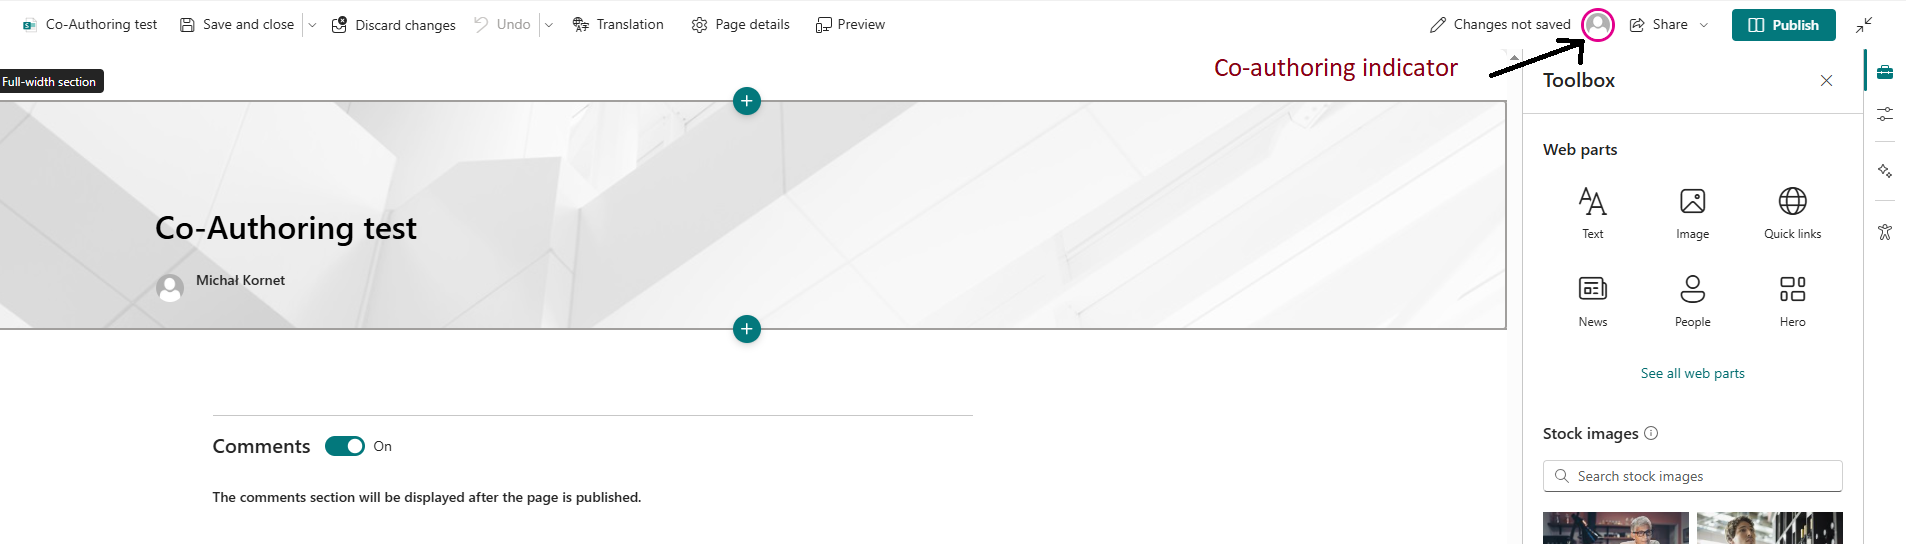 Co-Authoring test
Save and close
Discard changes
Undo
Translation
Page details
Preview
Changes not saved
Share
Publish
Full-width section
Co-authoring indicator
Co-Authoring test
Michał Kornet
Comments
On
The comments section will be displayed after the page is published.
Toolbox
Web parts
Text
Image
Quick links
News
People
Hero
See all web parts
Stock images
Search stock images